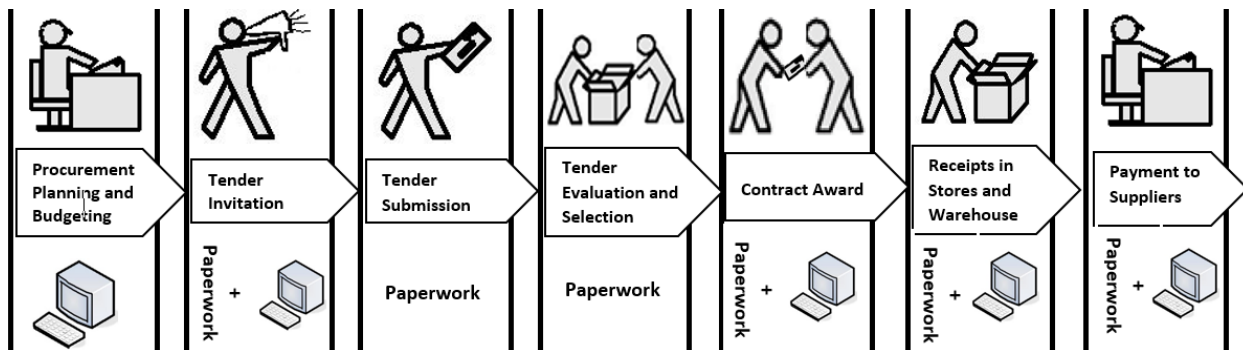 Procurement
Planning and
Budgeting
Tender
Invitation
Tender
Submission
Tender
Evaluation and
Selection
Contract Award
Receipts in
Stores and
Warehouse
Payment to
Suppliers
Paperwork
+
Paperwork
Paperwork
Paperwork
+
Paperwork
+
Paperwork
+